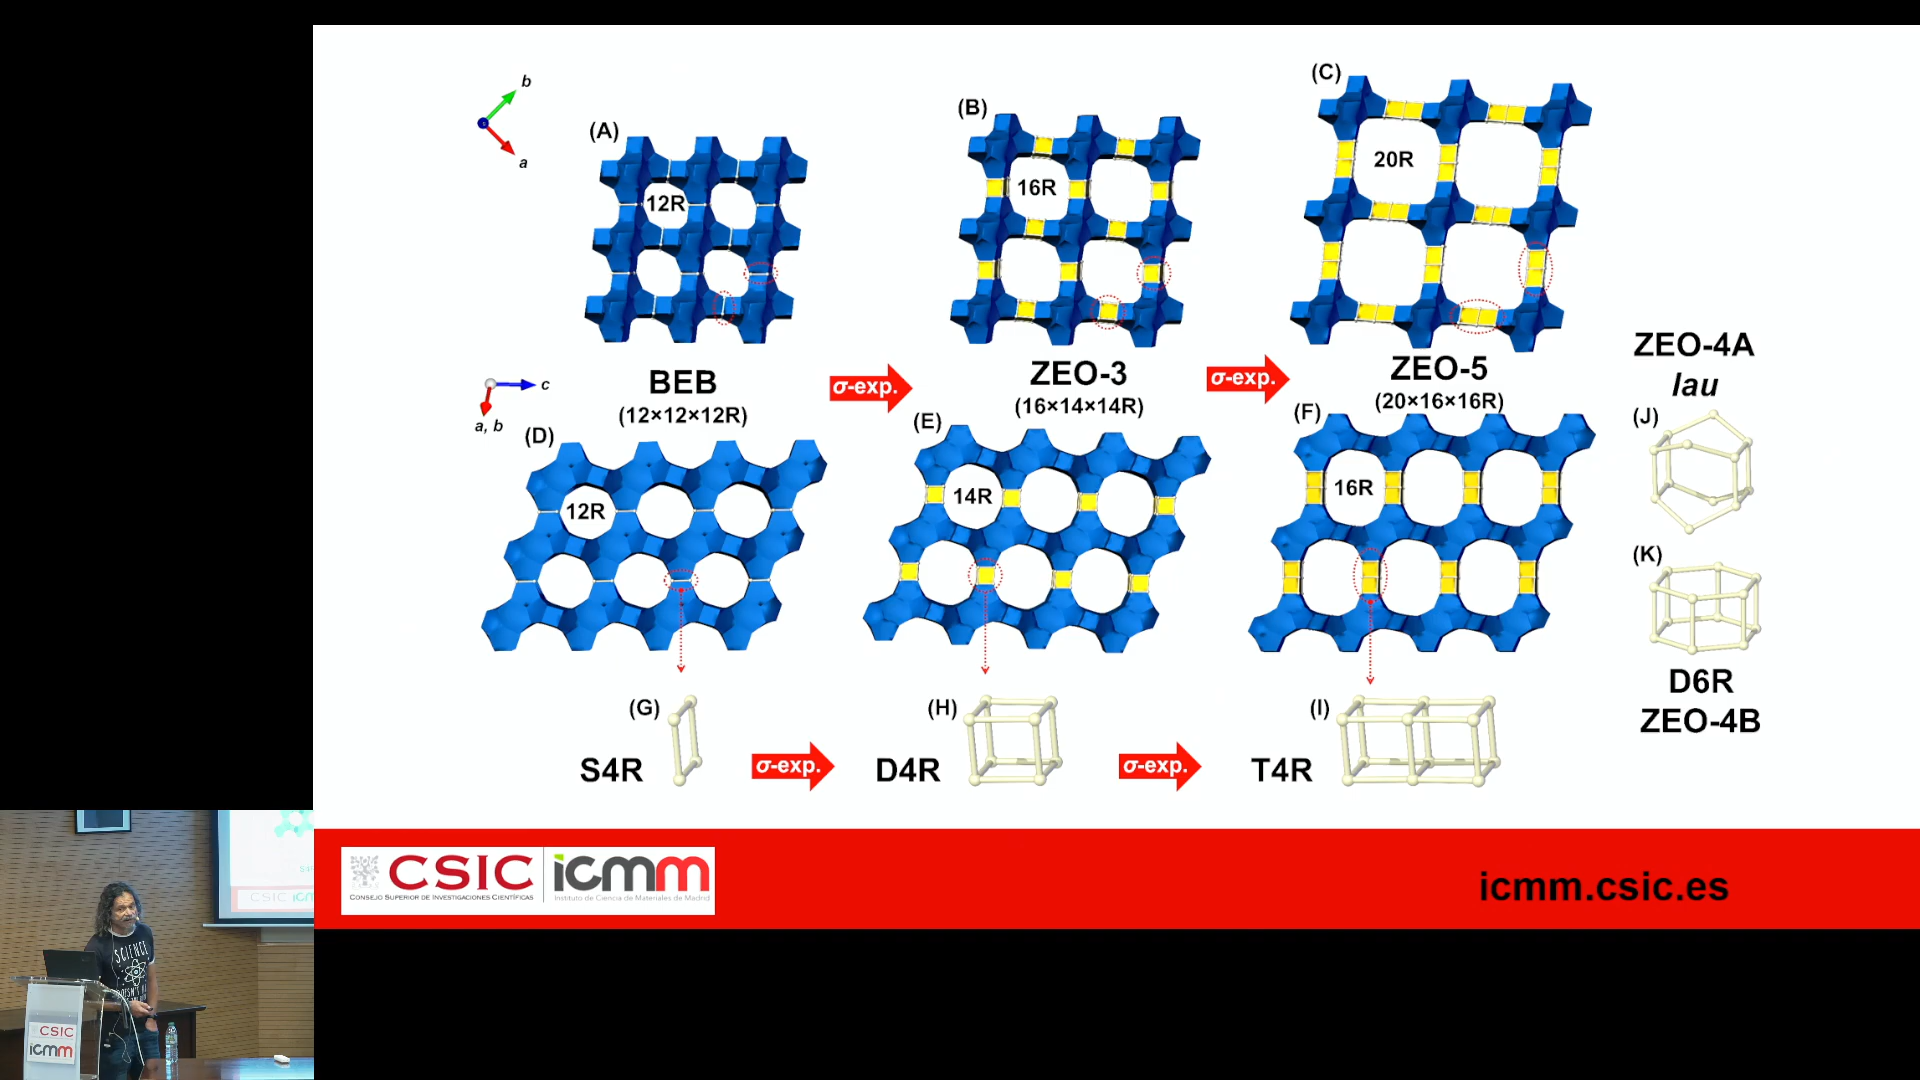 b
a
(A)
12R
(B)
16R
(C)
20R
BEB
(12×12×12R)
σ-exp.
ZEO-3
(16×14×14R)
σ-exp.
ZEO-5
(20×16×16R)
c
a, b
(D)
12R
(E)
14R
(F)
16R
ZEO-4A
lau
(J)
(K)
D6R
ZEO-4B
(G)
S4R
σ-exp.
(H)
D4R
σ-exp.
(I)
T4R
CSIC
CONSEJO SUPERIOR DE INVESTIGACIONES CIENTÍFICAS
icmm
Instituto de Ciencia de Materiales de Madrid
icmm.csic.es
SCIENCE
CSIC
CSIC
icmm